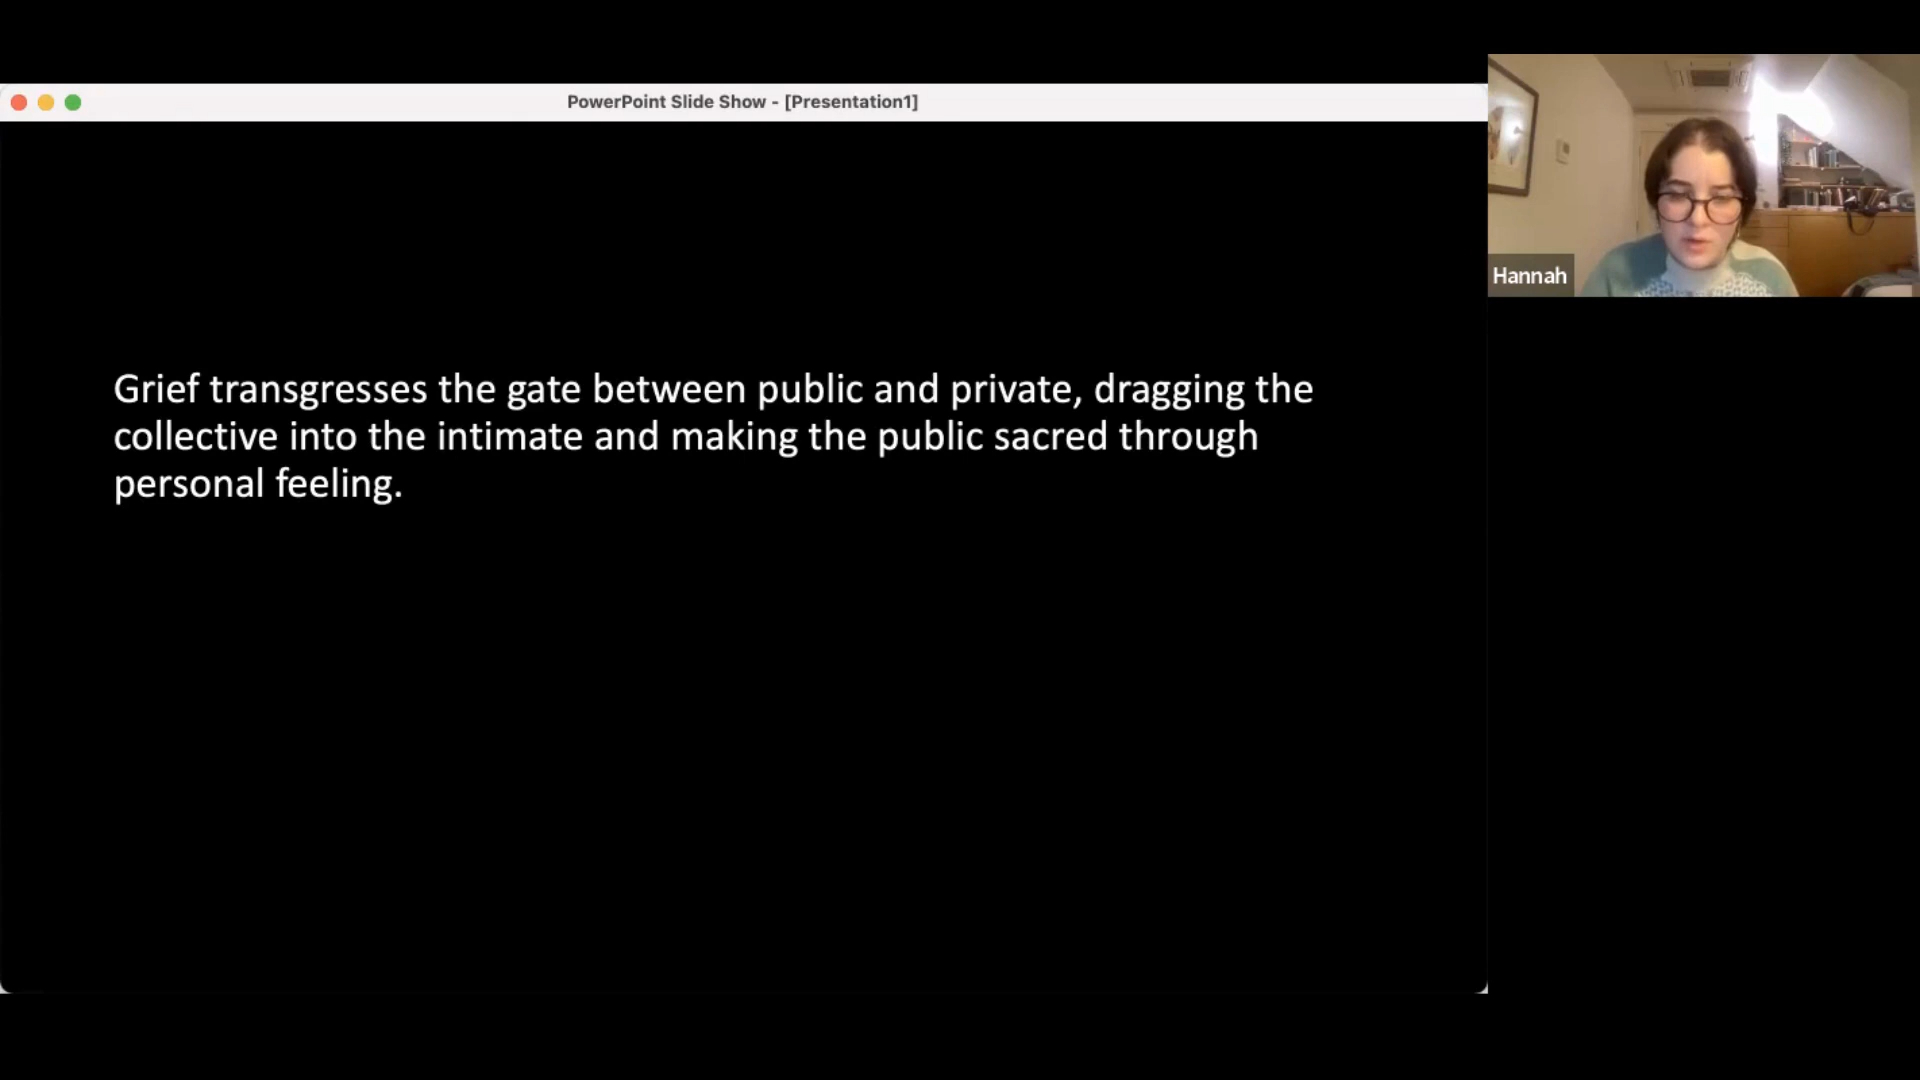 PowerPoint Slide Show - [Presentation1]
Grief transgresses the gate between public and private, dragging the
collective into the intimate and making the public sacred through
personal feeling.
Hannah